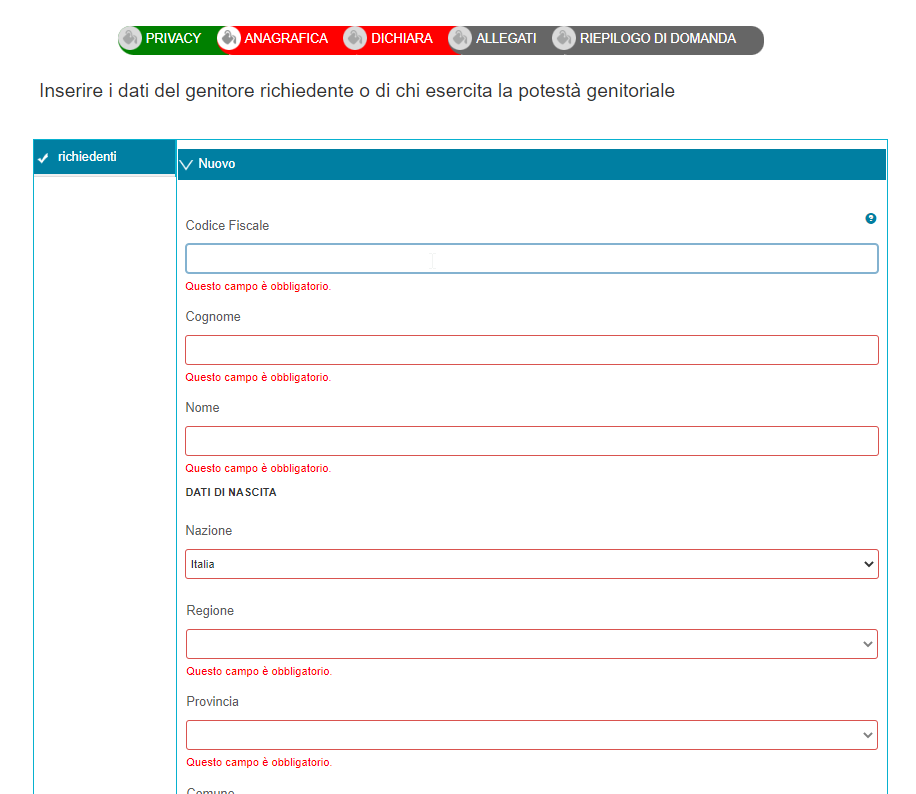 PRIVACY ANAGRAFICA DICHIARA ALLEGATI RIEPILOGO DI DOMANDA
Inserire i dati del genitore richiedente o di chi esercita la potestà genitoriale
richiedenti
Nuovo
Codice Fiscale
?
Questo campo è obbligatorio.
Cognome
Questo campo è obbligatorio.
Nome
Questo campo è obbligatorio.
DATI DI NASCITA
Nazione
Italia
Regione
Questo campo è obbligatorio.
Provincia
Questo campo è obbligatorio.
Comune